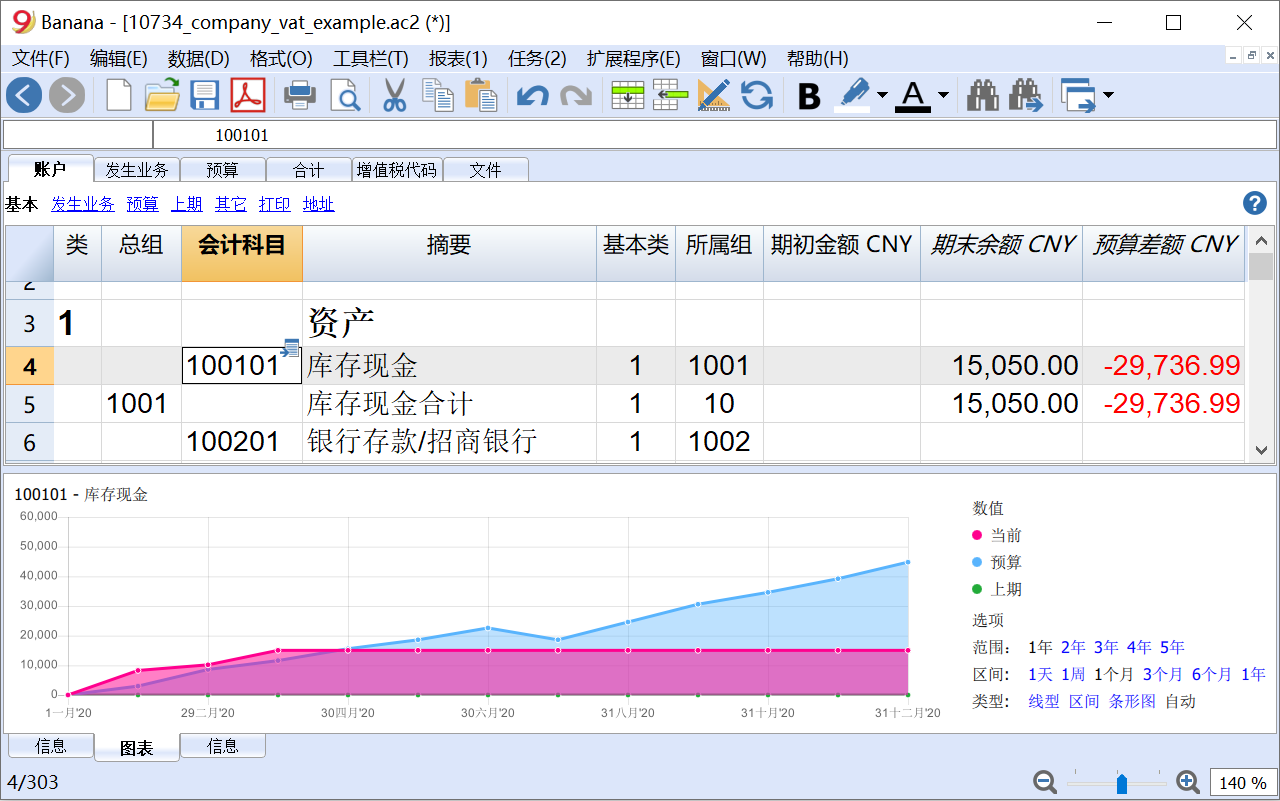 Banana - [10734_company_vat_example.ac2 (*)]
文件(F) 编辑(E) 数据(D) 格式(O) 工具栏(T) 报表(1) 任务(2) 扩展程序(E) 窗口(W) 帮助(H)
B A
100101
账户 发生业务 预算 合计 增值税代码 文件
基本 发生业务 预算 上期 其它 打印 地址 ?
类 总组 会计科目 摘要 基本类 所属组 期初金额 CNY 期末余额 CNY 预算差额 CNY
2
3 1 资产
4 100101 库存现金 1 1001 15,050.00 -29,736.99
5 1001 库存现金合计 1 10 15,050.00 -29,736.99
6 100201 银行存款/招商银行 1 1002
100101 - 库存现金
60,000
50,000
40,000
30,000
20,000
10,000
0
1一月'20 29二月'20 30四月'20 30六月'20 31八月'20 31十月'20 31十二月'20
数值
当前
预算
上期
选项
范围: 1年 2年 3年 4年 5年
区间: 1天 1周 1个月 3个月 6个月 1年
类型: 线型 区间 条形图 自动
信息 图表 信息
4/303 140 %